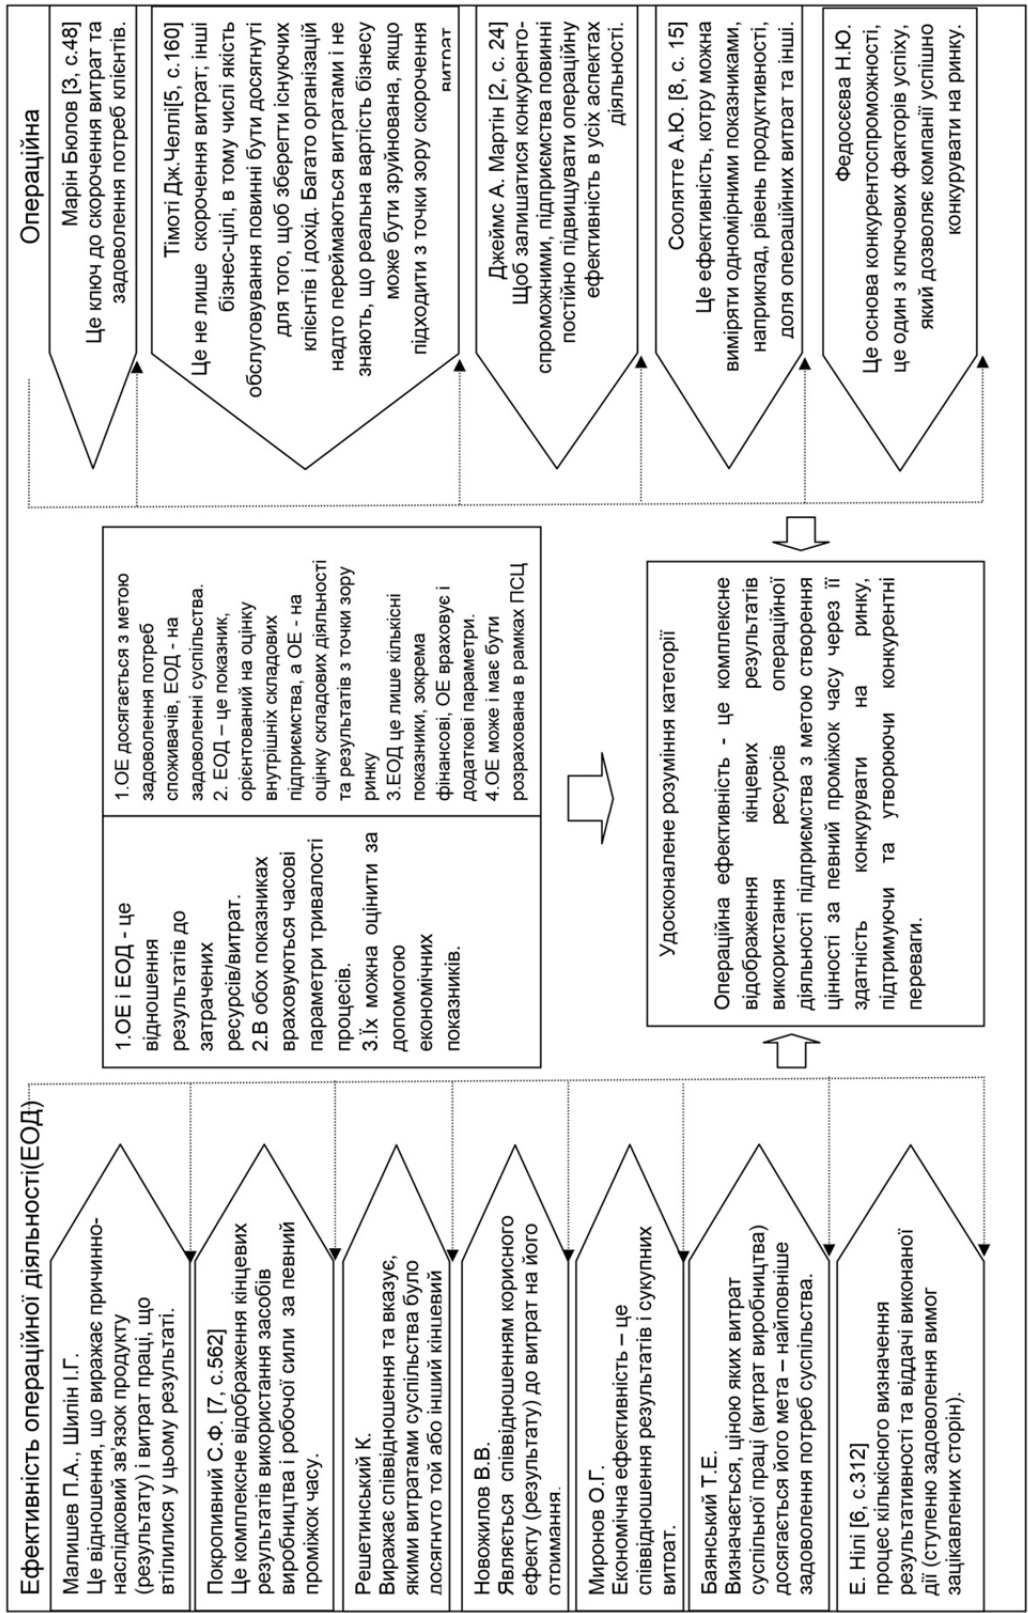 Ефективність операційної діяльності(ЕОД)
Малишев П.А., Шилін І.Г.
Це відношення, що виражає причинно-
наслідковий зв'язок продукту
(результату) і витрат праці, що
втілилися у цьому результаті.
Покропивний С.Ф. [7, с.562]
Це комплексне відображення кінцевих
результатів використання засобів
виробництва і робочої сили за певний
проміжок часу.
Решетинський К.
Виражає співвідношення та вказує,
якими витратами суспільства було
досягнуто той або інший кінцевий
Новожилов В.В.
Являється співвідношенням корисного
ефекту (результату) до витрат на його
отримання.
Миронов О.Г.
Економічна ефективність – це
співвідношення результатів і сукупних
витрат.
Баянський Т.Е.
Визначається, ціною яких витрат
суспільної праці (витрат виробництва)
досягається його мета – найповніше
задоволення потреб суспільства.
Е. Нілі [6, с.312]
процес кількісного визначення
результативності та віддачі виконаної
дії (ступеню задоволення вимог
зацікавлених сторін).
1.ОЕ і ЕОД - це
відношення
результатів до
затрачених
ресурсів/витрат.
2.В обох показниках
враховуються часові
параметри тривалості
процесів.
3.Їх можна оцінити за
допомогою
економічних
показників.
1.ОЕ досягається з метою
задоволення потреб
споживачів, ЕОД - на
задоволенні суспільства.
2. ЕОД – це показник,
орієнтований на оцінку
внутрішніх складових
підприємства, а ОЕ - на
оцінку складових діяльності
та результатів з точки зору
ринку
3.ЕОД це лише кількісні
показники, зокрема
фінансові, ОЕ враховує і
додаткові параметри.
4.ОЕ може і має бути
розрахована в рамках ПСЦ
Удосконалене розуміння категорії
Операційна ефективність - це комплексне
відображення кінцевих результатів
використання ресурсів операційної
діяльності підприємства з метою створення
цінності за певний проміжок часу через її
здатність конкурувати на ринку,
підтримуючи та утворюючи конкурентні
переваги.
Операційна
Марін Бюлов [3, с.48]
Це ключ до скорочення витрат та
задоволення потреб клієнтів.
Тімоті Дж.Челлі[5, с.160]
Це не лише скорочення витрат; інші
бізнес-цілі, в тому числі якість
обслуговування повинні бути досягнуті
для того, щоб зберегти існуючих
клієнтів і дохід. Багато організацій
надто переймаються витратами и не
знають, що реальна вартість бізнесу
може бути зруйнована, якщо
підходити з точки зору скорочення
витрат
Джеймс А. Мартін [2, с. 24]
Щоб залишатися конкуренто-
спроможними, підприємства повинні
постійно підвищувати операційну
ефективність в усіх аспектах
діяльності.
Соолятте А.Ю. [8, с. 15]
Це ефективність, котру можна
виміряти одномірними показниками,
наприклад, рівень продуктивності,
доля операційних витрат та інші.
Федосєєва Н.Ю.
Це основа конкурентоспроможності,
це один з ключових факторів успіху,
який дозволяє компанії успішно
конкурувати на ринку.